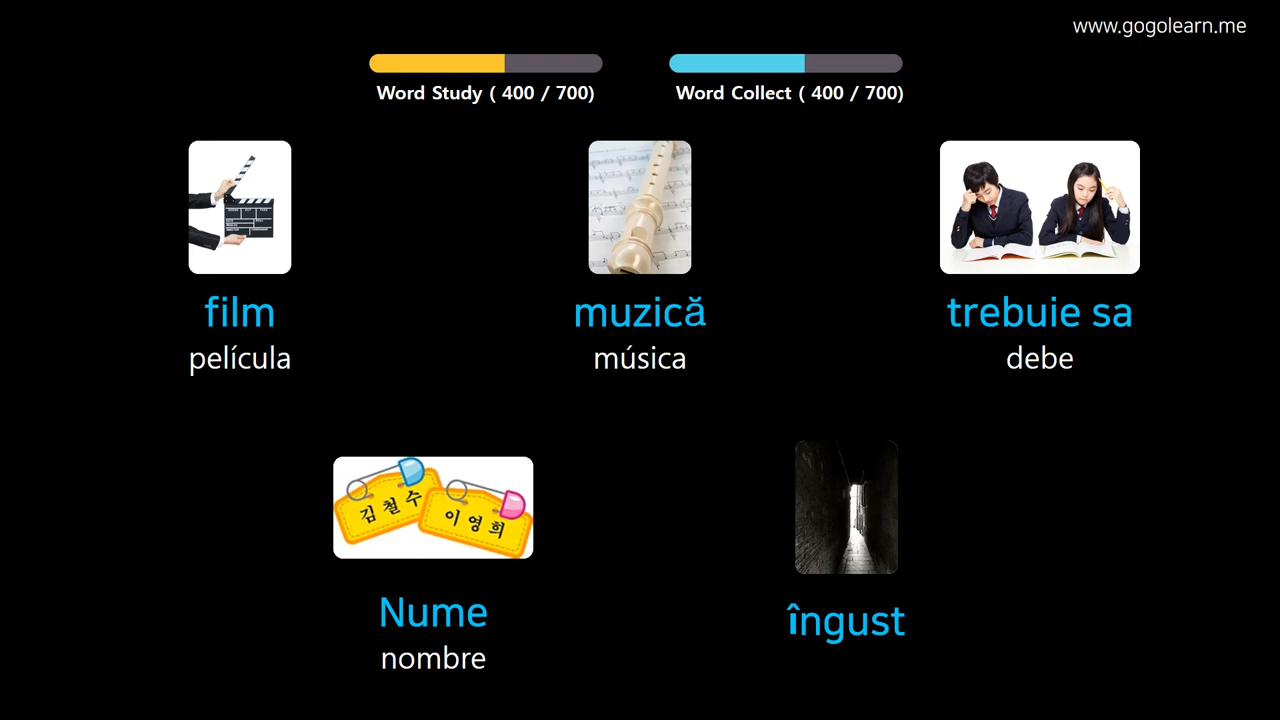 www.gogolearn.me
Word Study ( 400 / 700)
Word Collect ( 400 / 700)
film
película
muzică
música
trebuie sa
debe
김철수
이영희
Nume
nombre
îngust